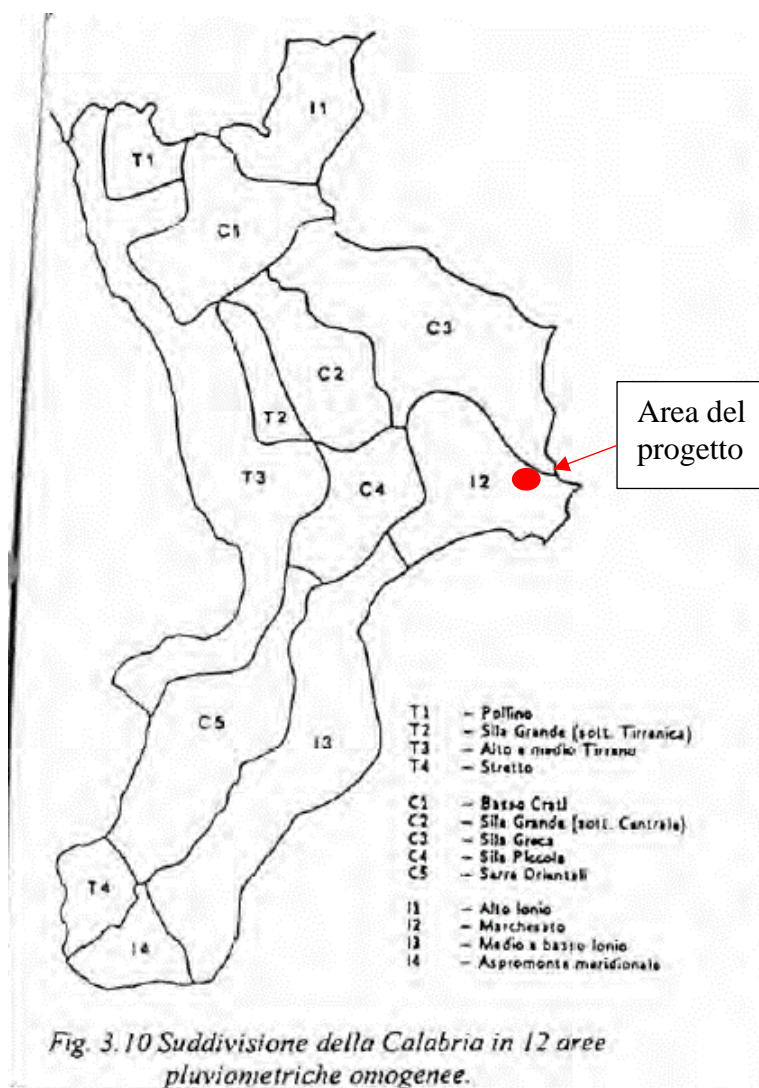 I1
T1
C1
C3
C2
T2
Area del
progetto
T3
C4
I2
C5
I3
T4
I4
T1 – Pollino
T2 – Sila Grande (sott. Tirrenica)
T3 – Alto e medio Tirreno
T4 – Stretto
C1 – Basso Crati
C2 – Sila Grande (sott. Centrale)
C3 – Sila Greca
C4 – Sila Piccola
C5 – Serre Orientali
I1 – Alto Ionio
I2 – Marchesato
I3 – Medio e basso Ionio
I4 – Aspromonte meridionale
Fig. 3.10 Suddivisione della Calabria in 12 aree
pluviometriche omogenee.